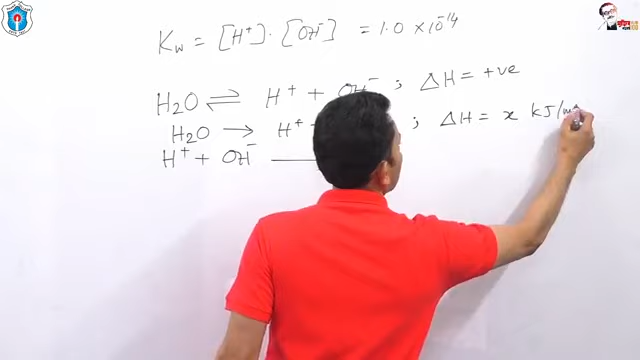 Kw = [H⁺] · [OH⁻] = 1.0 × 10⁻¹⁴
H₂O ⇌ H⁺ + OH⁻ ; ΔH = +ve
H₂O → H⁺ ; ΔH = x kJ/m
H⁺ + OH⁻ —